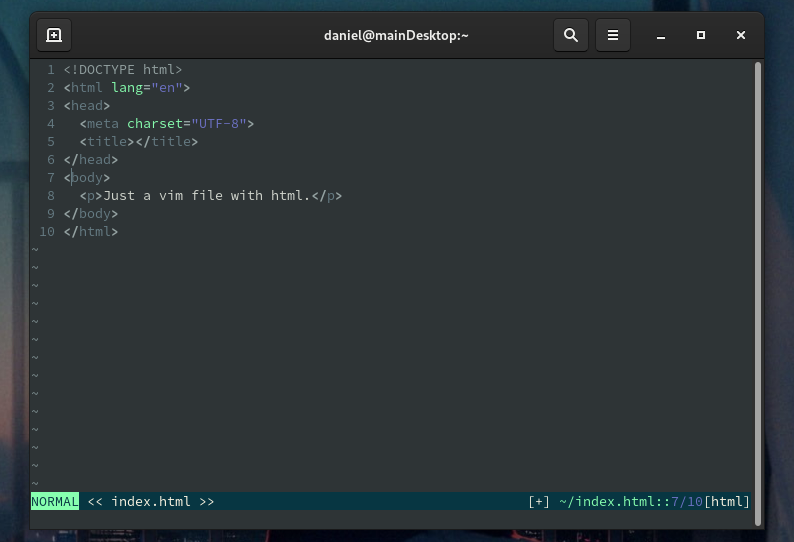 daniel@mainDesktop:~
1 <!DOCTYPE html>
2 <html lang="en">
3 <head>
4   <meta charset="UTF-8">
5   <title></title>
6 </head>
7 <body>
8   <p>Just a vim file with html.</p>
9 </body>
10 </html>
~
~
~
~
~
~
~
~
~
~
~
~
~
~
NORMAL << index.html >> [+] ~/index.html::7/10[html]